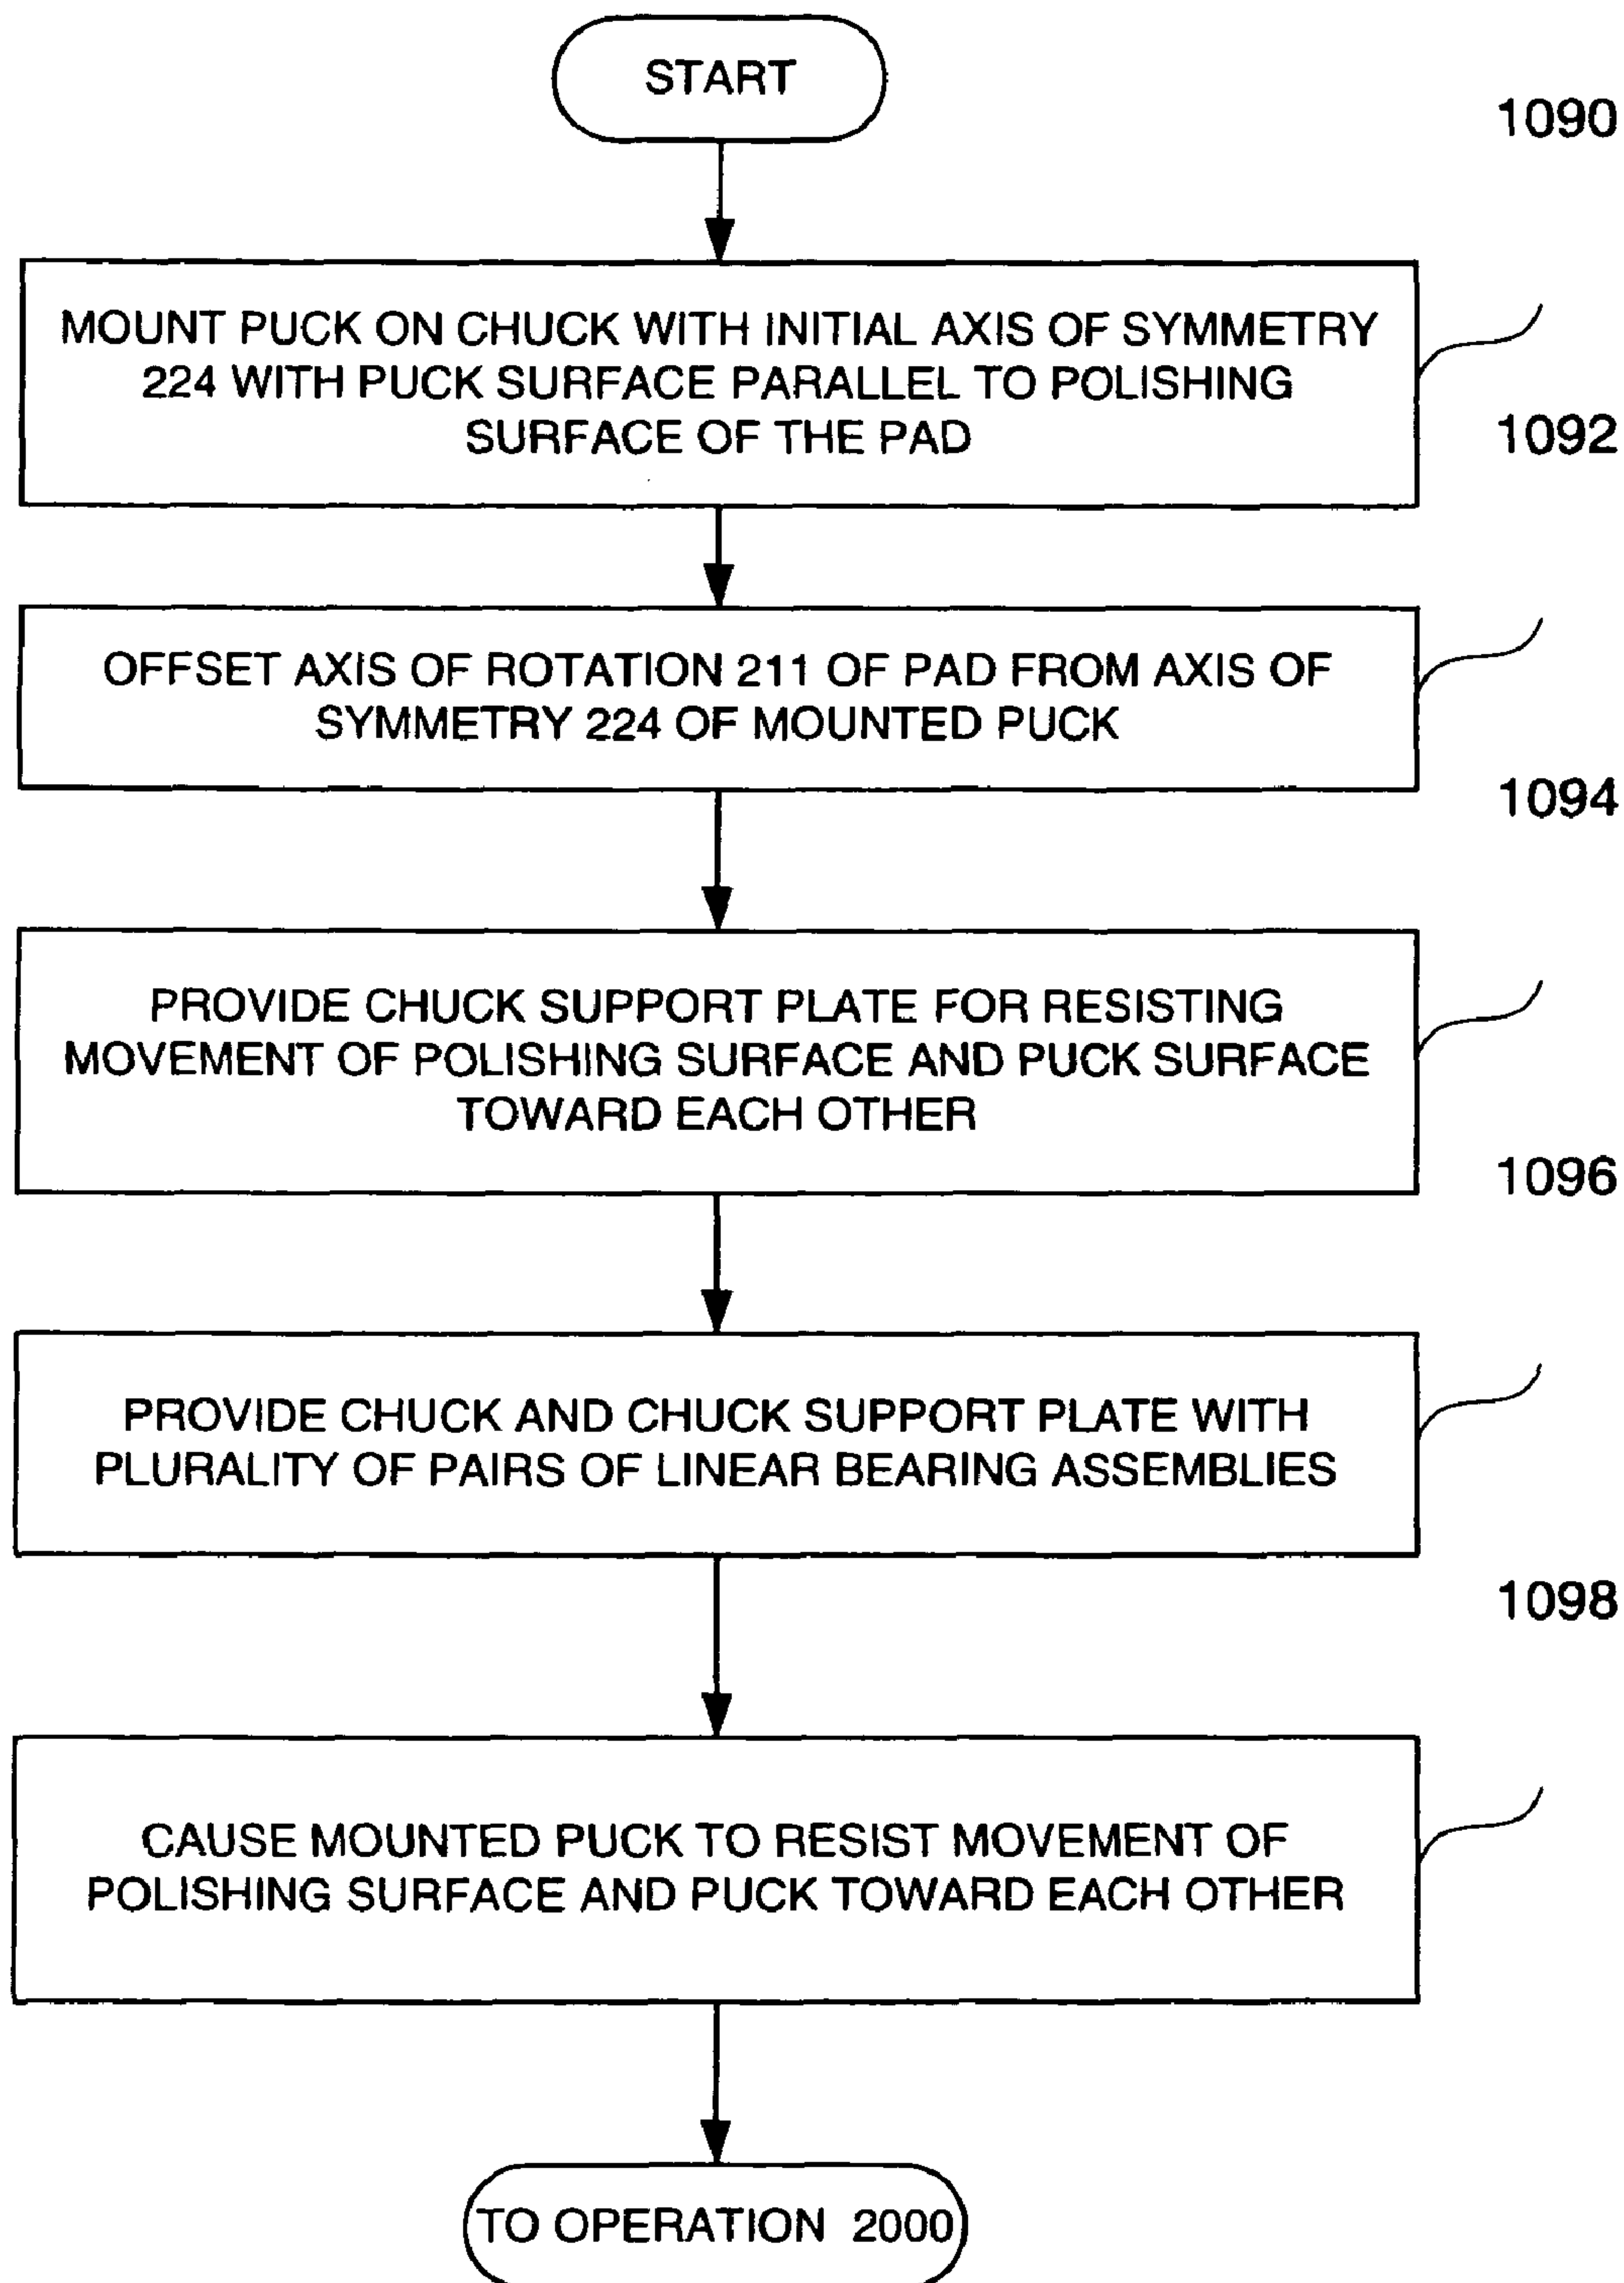 START
1090
MOUNT PUCK ON CHUCK WITH INITIAL AXIS OF SYMMETRY
224 WITH PUCK SURFACE PARALLEL TO POLISHING
SURFACE OF THE PAD
1092
OFFSET AXIS OF ROTATION 211 OF PAD FROM AXIS OF
SYMMETRY 224 OF MOUNTED PUCK
1094
PROVIDE CHUCK SUPPORT PLATE FOR RESISTING
MOVEMENT OF POLISHING SURFACE AND PUCK SURFACE
TOWARD EACH OTHER
1096
PROVIDE CHUCK AND CHUCK SUPPORT PLATE WITH
PLURALITY OF PAIRS OF LINEAR BEARING ASSEMBLIES
1098
CAUSE MOUNTED PUCK TO RESIST MOVEMENT OF
POLISHING SURFACE AND PUCK TOWARD EACH OTHER
TO OPERATION 2000